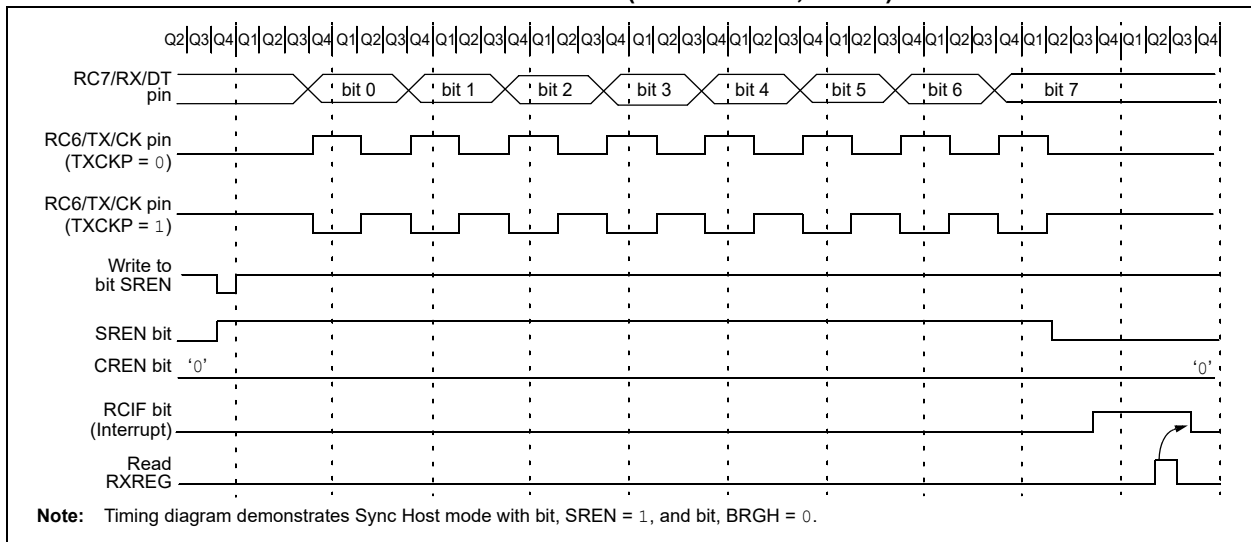 Q2|Q3|Q4|Q1|Q2|Q3|Q4|Q1|Q2|Q3|Q4|Q1|Q2|Q3|Q4|Q1|Q2|Q3|Q4|Q1|Q2|Q3|Q4|Q1|Q2|Q3|Q4|Q1|Q2|Q3|Q4|Q1|Q2|Q3|Q4|Q1|Q2|Q3|Q4|Q1|Q2|Q3|Q4
RC7/RX/DT
pin
bit 0 bit 1 bit 2 bit 3 bit 4 bit 5 bit 6 bit 7
RC6/TX/CK pin
(TXCKP = 0)
RC6/TX/CK pin
(TXCKP = 1)
Write to
bit SREN
SREN bit
CREN bit ‘0’ ‘0’
RCIF bit
(Interrupt)
Read
RXREG
Note: Timing diagram demonstrates Sync Host mode with bit, SREN = 1, and bit, BRGH = 0.